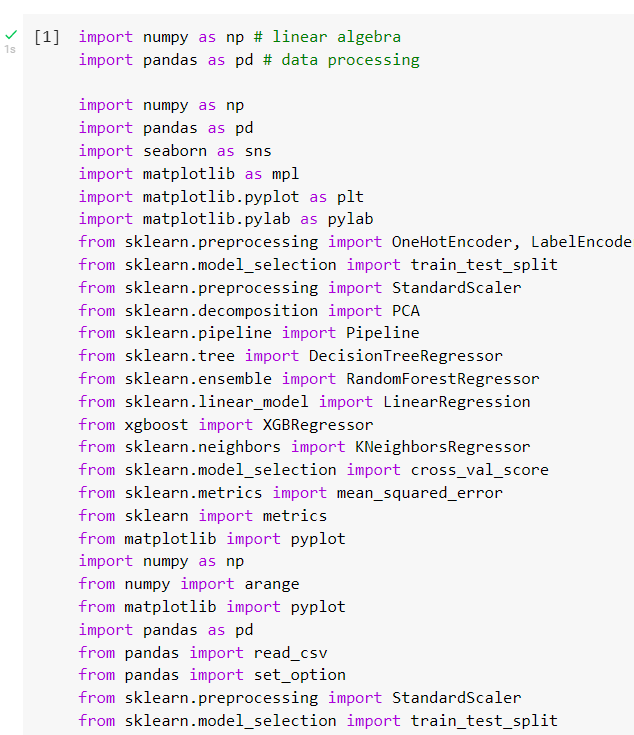 [1] import numpy as np # linear algebra
import pandas as pd # data processing
1s
import numpy as np
import pandas as pd
import seaborn as sns
import matplotlib as mpl
import matplotlib.pyplot as plt
import matplotlib.pylab as pylab
from sklearn.preprocessing import OneHotEncoder, LabelEncode
from sklearn.model_selection import train_test_split
from sklearn.preprocessing import StandardScaler
from sklearn.decomposition import PCA
from sklearn.pipeline import Pipeline
from sklearn.tree import DecisionTreeRegressor
from sklearn.ensemble import RandomForestRegressor
from sklearn.linear_model import LinearRegression
from xgboost import XGBRegressor
from sklearn.neighbors import KNeighborsRegressor
from sklearn.model_selection import cross_val_score
from sklearn.metrics import mean_squared_error
from sklearn import metrics
from matplotlib import pyplot
import numpy as np
from numpy import arange
from matplotlib import pyplot
import pandas as pd
from pandas import read_csv
from pandas import set_option
from sklearn.preprocessing import StandardScaler
from sklearn.model_selection import train_test_split